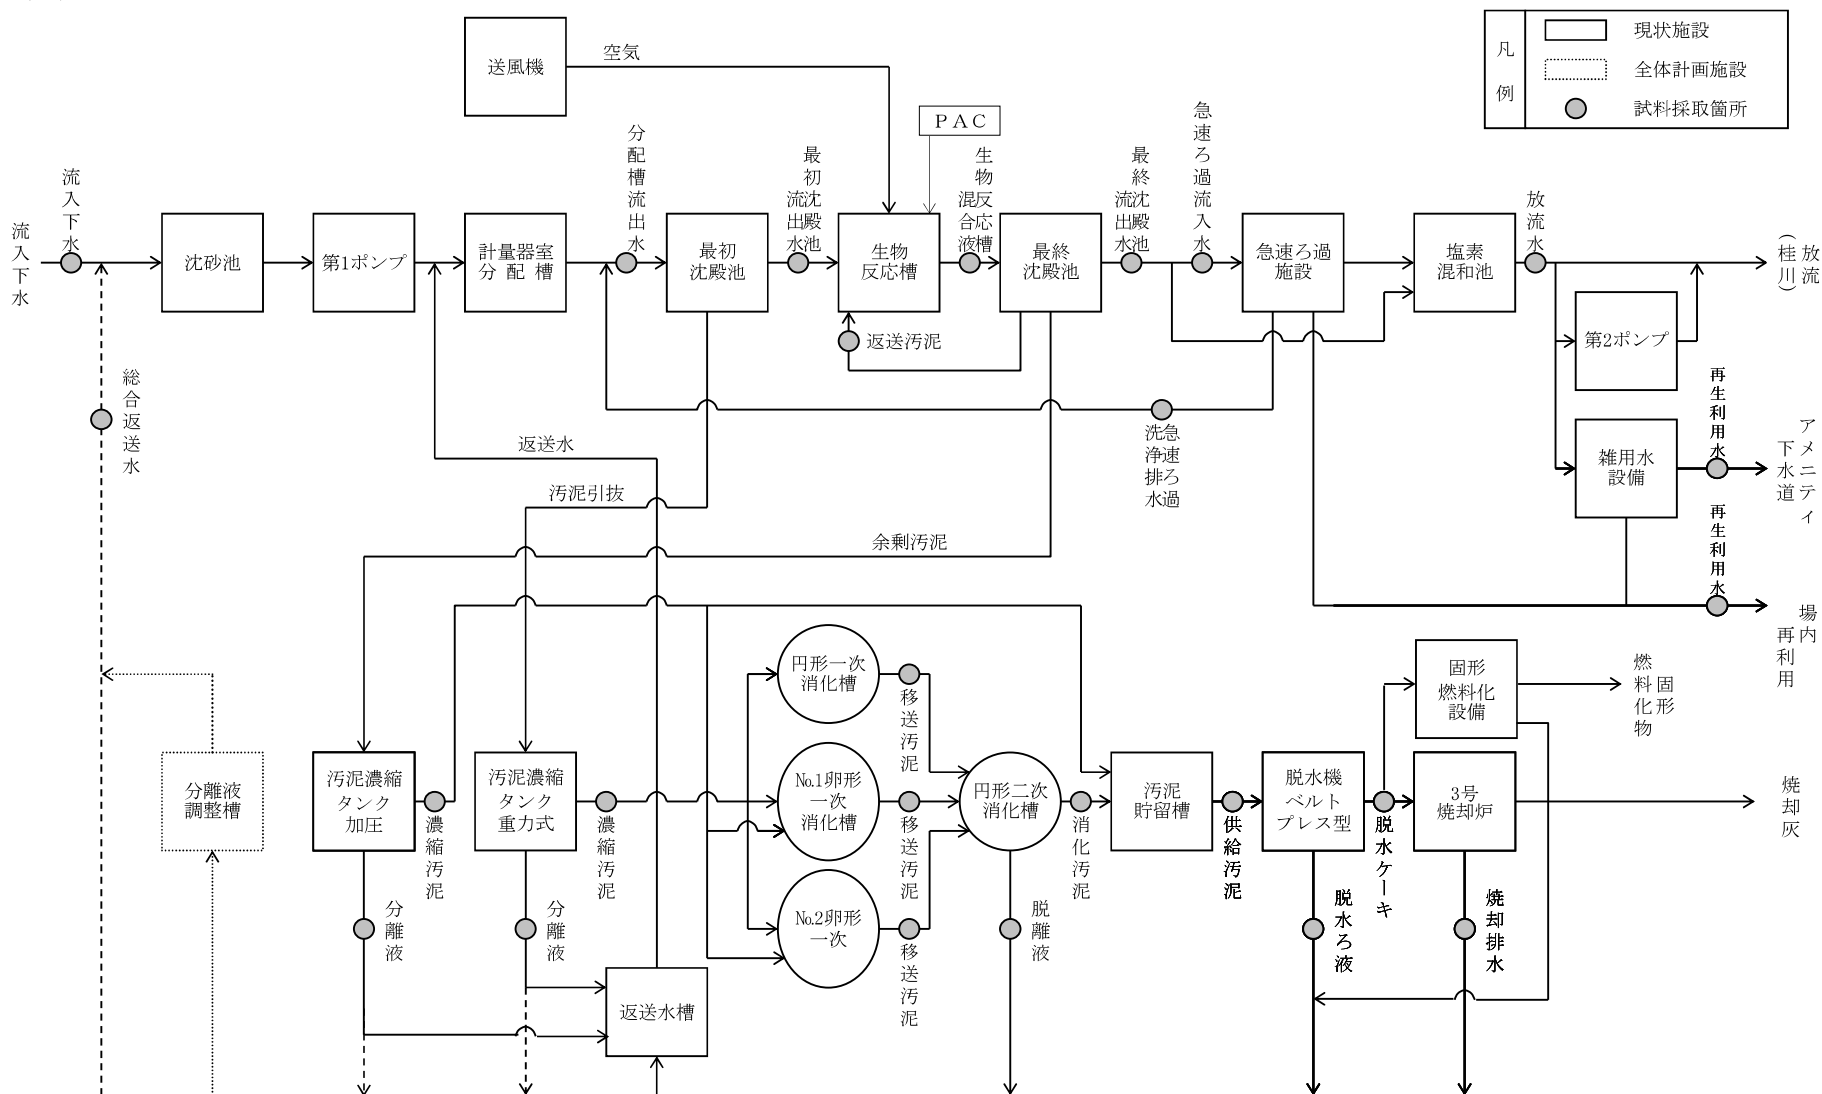 凡例
現状施設
全体計画施設
試料採取箇所
送風機
空気
PAC
流入下水
流入下水
沈砂池
第1ポンプ
計量器室
分配槽
分配槽流出水
最初
沈殿池
最初沈殿池
流出水
生物
反応槽
生物反応槽
混合液
最終
沈殿池
最終沈殿池
流出水
急速ろ過流入水
急速ろ過
施設
塩素
混和池
放流水
放流
(桂川)
返送汚泥
第2ポンプ
総合返送水
急速ろ過
洗浄排水
再生利用水
雑用水
設備
アメニティ
下水道
返送水
汚泥引抜
余剰汚泥
再生利用水
場内
再利用
円形一次
消化槽
移送汚泥
固形
燃料化
設備
固形
燃料化物
分離液
調整槽
汚泥濃縮
タンク
加圧
濃縮汚泥
汚泥濃縮
タンク
重力式
濃縮汚泥
№1卵形
一次
消化槽
移送汚泥
円形二次
消化槽
消化汚泥
汚泥
貯留槽
供給汚泥
脱水機
ベルト
プレス型
脱水ケーキ
3号
焼却炉
焼却灰
分離液
分離液
№2卵形
一次
移送汚泥
脱離液
脱水ろ液
焼却排水
返送水槽